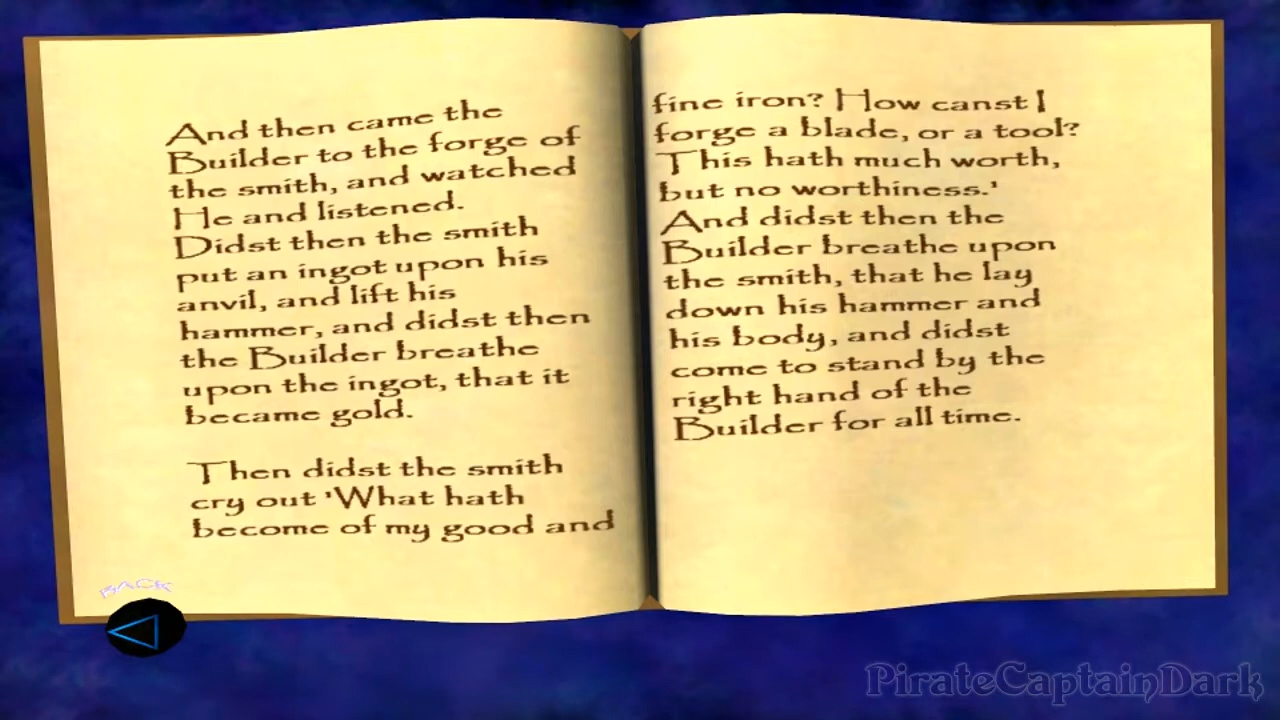 And then came the
Builder to the forge of
the smith, and watched
He and listened.
Didst then the smith
put an ingot upon his
anvil, and lift his
hammer, and didst then
the Builder breathe
upon the ingot, that it
became gold.
Then didst the smith
cry out 'What hath
become of my good and
fine iron? How canst I
forge a blade, or a tool?
This hath much worth,
but no worthiness.'
And didst then the
Builder breathe upon
the smith, that he lay
down his hammer and
his body, and didst
come to stand by the
right hand of the
Builder for all time.
BACK
PirateCaptainDark